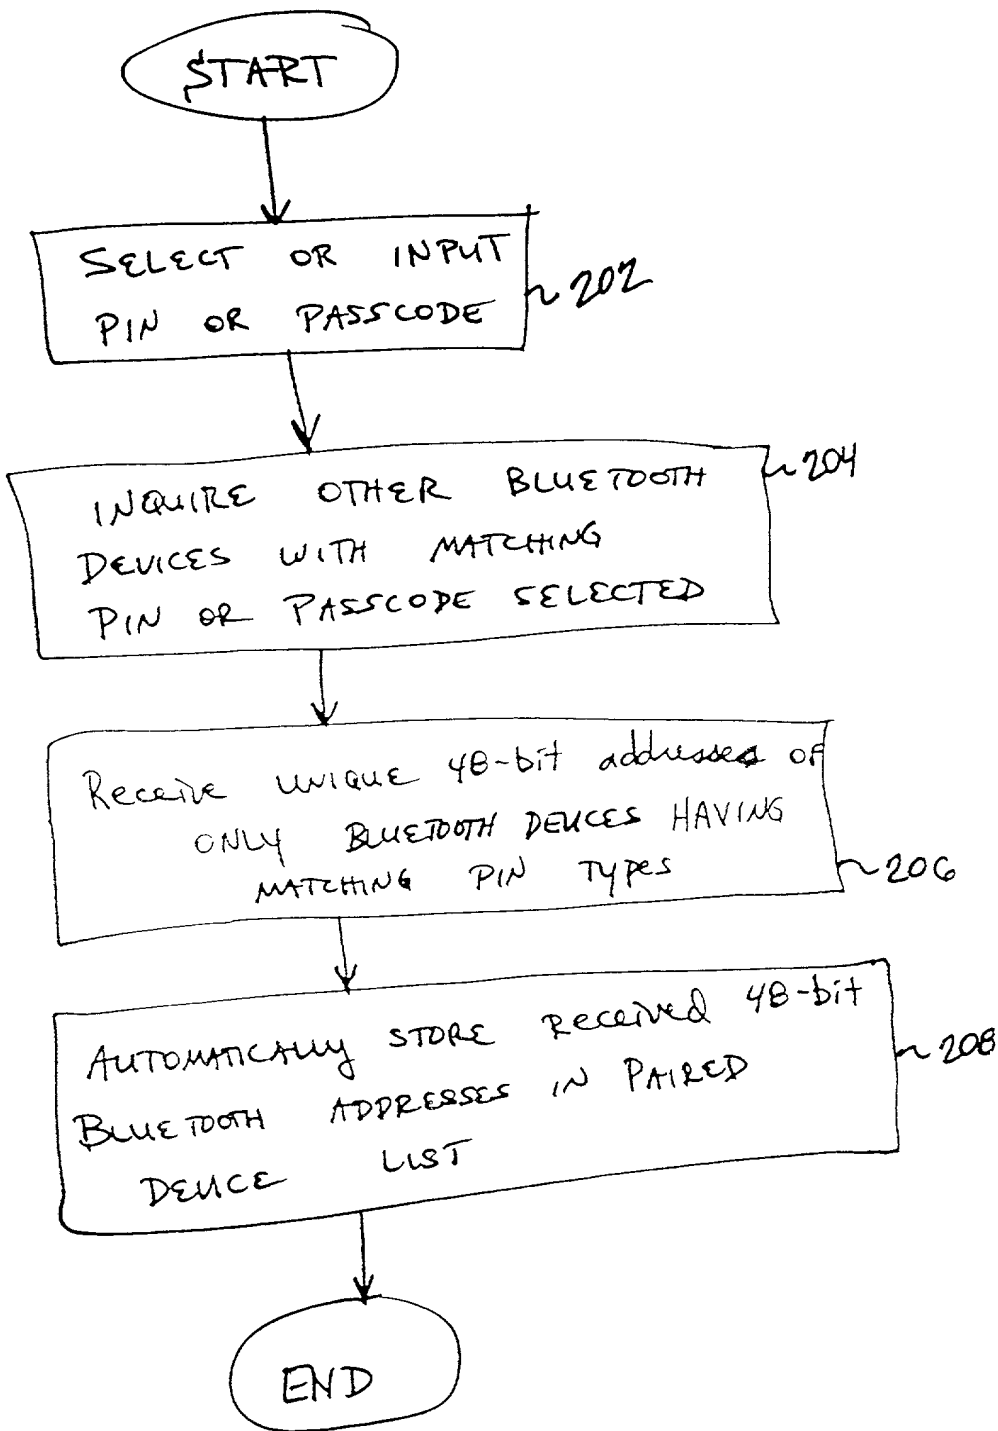 START
SELECT OR INPUT
PIN OR PASSCODE
202
INQUIRE OTHER BLUETOOTH
DEVICES WITH MATCHING
PIN OR PASSCODE SELECTED
204
Receive UNIQUE 48-bit addresses of
ONLY BLUETOOTH DEVICES HAVING
MATCHING PIN TYPES
206
AUTOMATICALLY STORE Received 48-bit
BLUETOOTH ADDRESSES IN PAIRED
DEVICE LIST
208
END